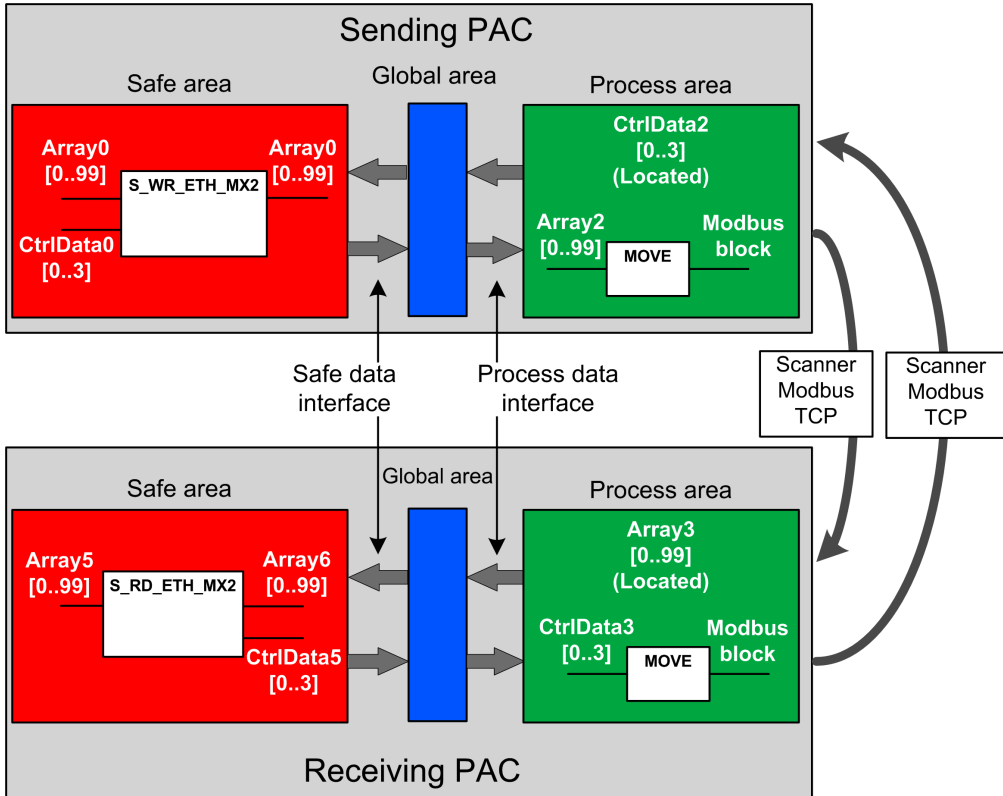 Sending PAC
Safe area
Global area
Process area
Array0
[0..99]
Array0
[0..99]
S_WR_ETH_MX2
CtrlData0
[0..3]
CtrlData2
[0..3]
(Located)
Array2
[0..99]
MOVE
Modbus
block
Safe data
interface
Process data
interface
Scanner
Modbus
TCP
Scanner
Modbus
TCP
Safe area
Global area
Process area
Array5
[0..99]
S_RD_ETH_MX2
Array6
[0..99]
CtrlData5
[0..3]
Array3
[0..99]
(Located)
CtrlData3
[0..3]
MOVE
Modbus
block
Receiving PAC